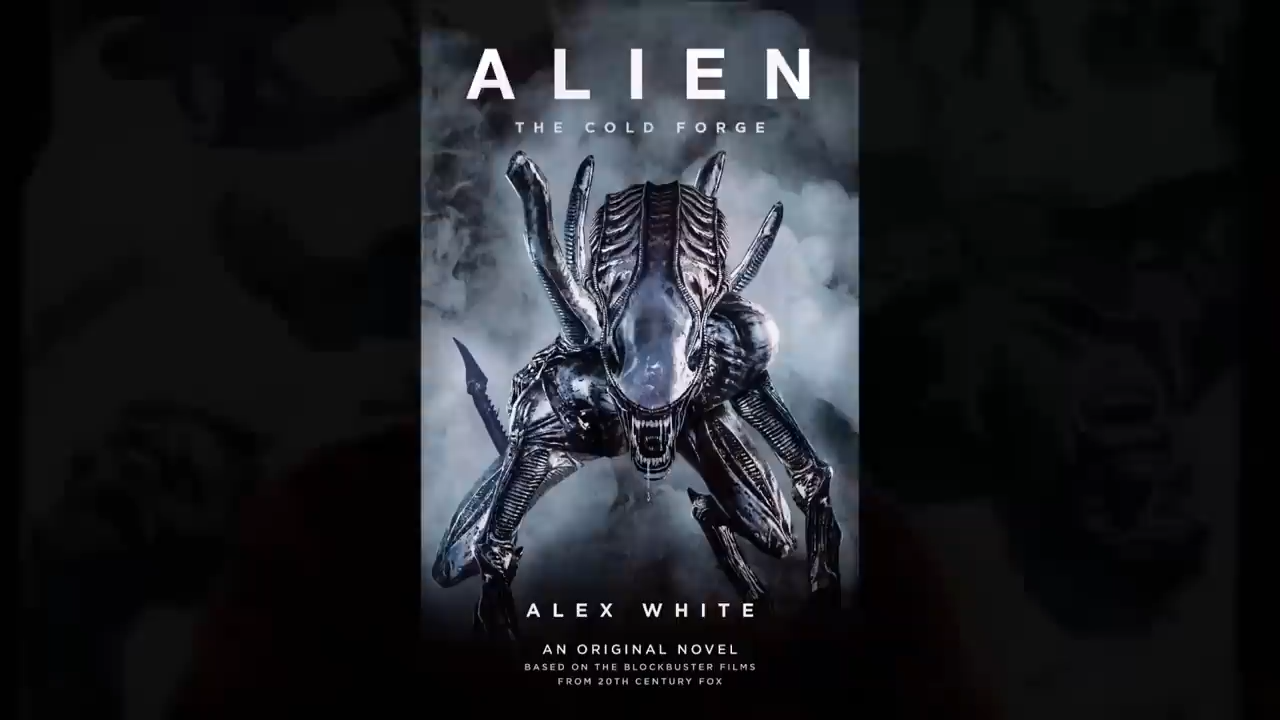 ALIEN
THE COLD FORGE
ALEX WHITE
AN ORIGINAL NOVEL
BASED ON THE BLOCKBUSTER FILMS
FROM 20TH CENTURY FOX